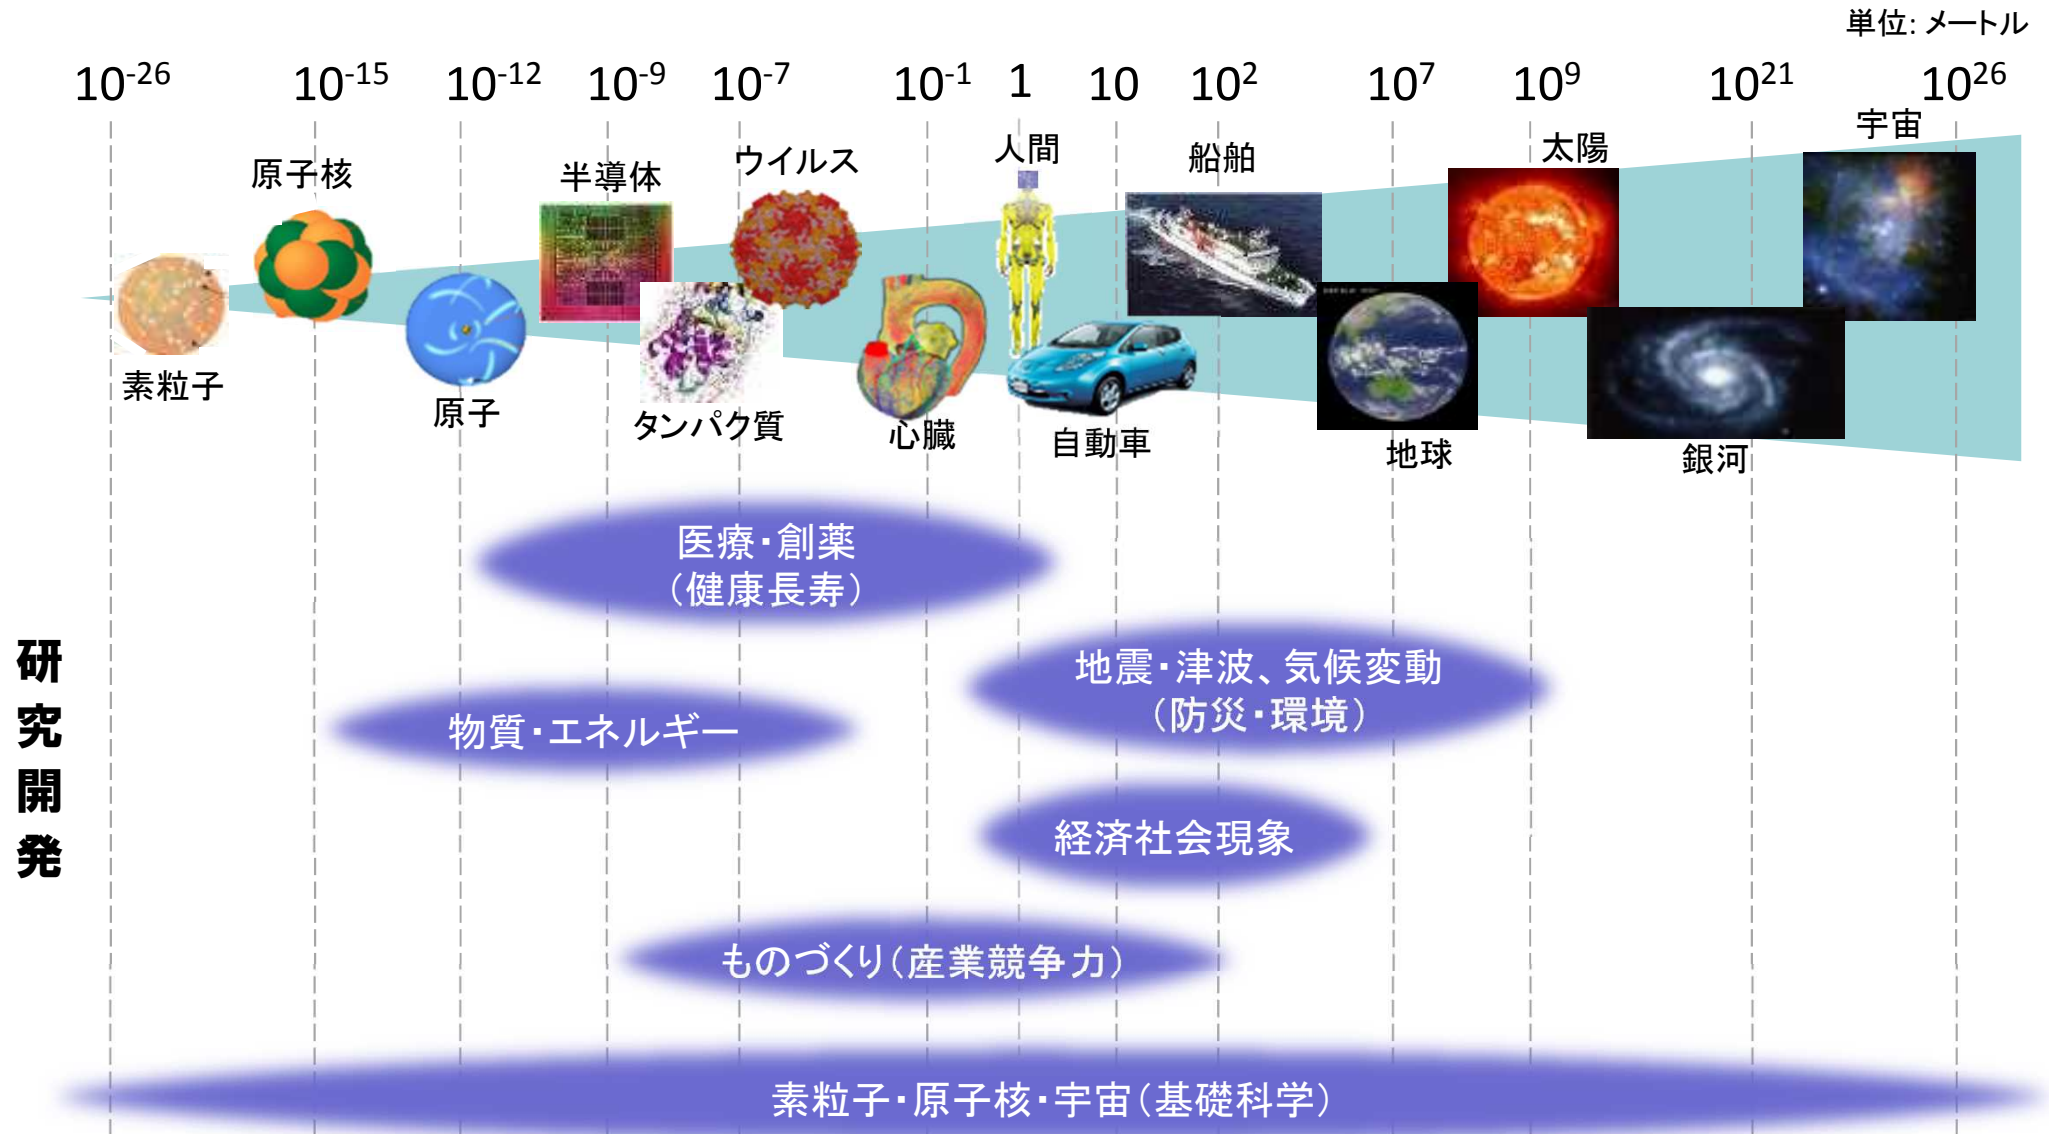 単位: メートル
10-26 10-15 10-12 10-9 10-7 10-1 1 10 102 107 109 1021 1026
宇宙
人間
太陽
船舶
ウイルス
原子核
半導体
素粒子
原子
タンパク質
心臓
自動車
地球
銀河
医療・創薬
(健康長寿)
地震・津波、気候変動
(防災・環境)
物質・エネルギー
経済社会現象
ものづくり(産業競争力)
素粒子・原子核・宇宙(基礎科学)
研究開発